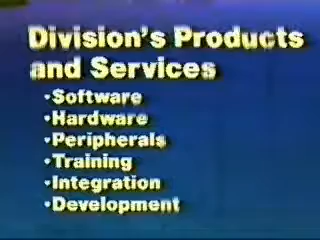 Division's Products
and Services
•Software
•Hardware
•Peripherals
•Training
•Integration
•Development